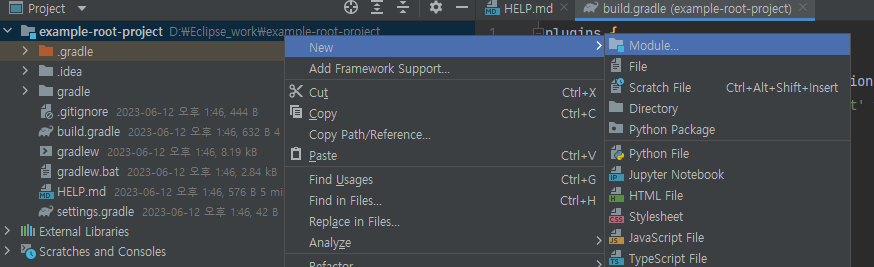 Project
example-root-project D:₩Eclipse_work₩example-root-project
.gradle
.idea
gradle
.gitignore 2023-06-12 오후 1:46, 444 B
build.gradle 2023-06-12 오후 1:46, 632 B 4
gradlew 2023-06-12 오후 1:46, 8.19 kB
gradlew.bat 2023-06-12 오후 1:46, 2.84 kB
HELP.md 2023-06-12 오후 1:46, 576 B 5 mi
settings.gradle 2023-06-12 오후 1:46, 42 B
External Libraries
Scratches and Consoles
New
Add Framework Support...
Cut Ctrl+X
Copy Ctrl+C
Copy Path/Reference...
Paste Ctrl+V
Find Usages Ctrl+G
Find in Files... Ctrl+H
Replace in Files...
Analyze
Refactor
HELP.md
build.gradle (example-root-project)
1
plugins {
ion
t'
Module...
File
Scratch File Ctrl+Alt+Shift+Insert
Directory
Python Package
Python File
Jupyter Notebook
HTML File
Stylesheet
JavaScript File
TypeScript File